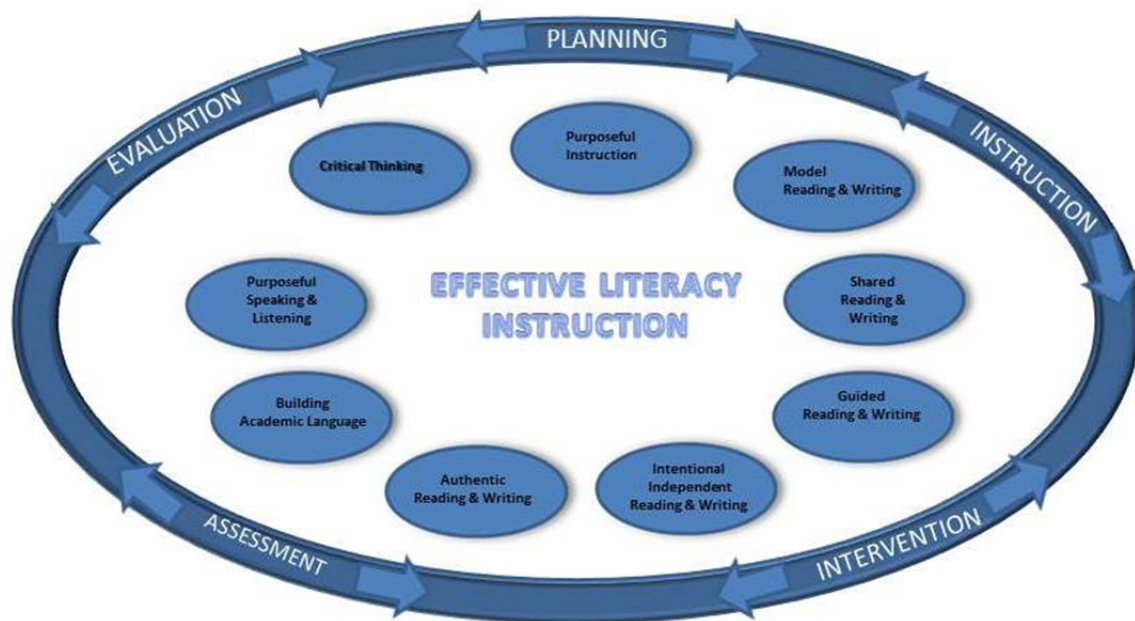 PLANNING
INSTRUCTION
INTERVENTION
ASSESSMENT
EVALUATION
Purposeful
Instruction
Model
Reading & Writing
Shared
Reading &
Writing
Guided
Reading & Writing
Intentional
Independent
Reading & Writing
Authentic
Reading & Writing
Building
Academic Language
Purposeful
Speaking &
Listening
Critical Thinking
EFFECTIVE LITERACY
INSTRUCTION